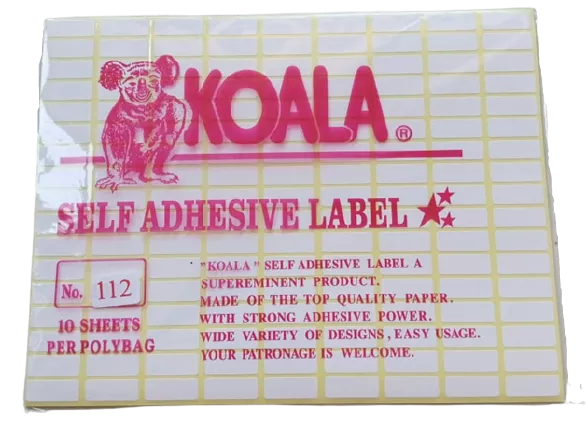 KOALA ®
SELF ADHESIVE LABEL
No. 112
10 SHEETS
PER POLYBAG
"KOALA" SELF ADHESIVE LABEL A
SUPEREMINENT PRODUCT.
MADE OF THE TOP QUALITY PAPER.
WITH STRONG ADHESIVE POWER.
WIDE VARIETY OF DESIGNS, EASY USAGE.
YOUR PATRONAGE IS WELCOME.